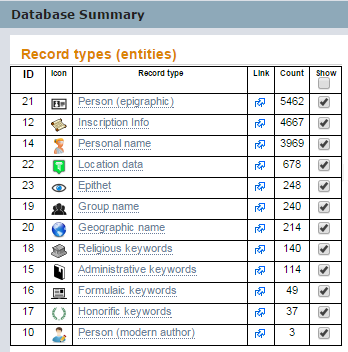 Database Summary
Record types (entities)
ID Icon Record type Link Count Show
21 Person (epigraphic) 5462
12 Inscription Info 4667
14 Personal name 3969
22 Location data 678
23 Epithet 248
19 Group name 240
20 Geographic name 214
18 Religious keywords 140
15 Administrative keywords 114
16 Formulaic keywords 49
17 Honorific keywords 37
10 Person (modern author) 3